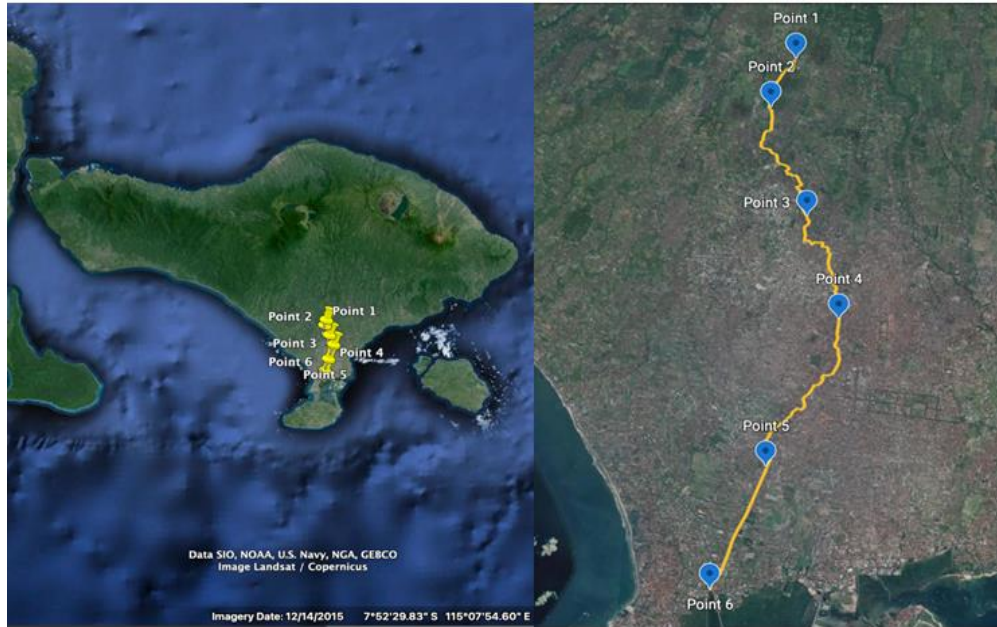 Point 1
Point 2
Point 3
Point 4
Point 6
Point 5
Data SIO, NOAA, U.S. Navy, NGA, GEBCO
Image Landsat / Copernicus
Imagery Date: 12/14/2015 7°52'29.83" S 115°07'54.60" E
Point 1
Point 2
Point 3
Point 4
Point 5
Point 6